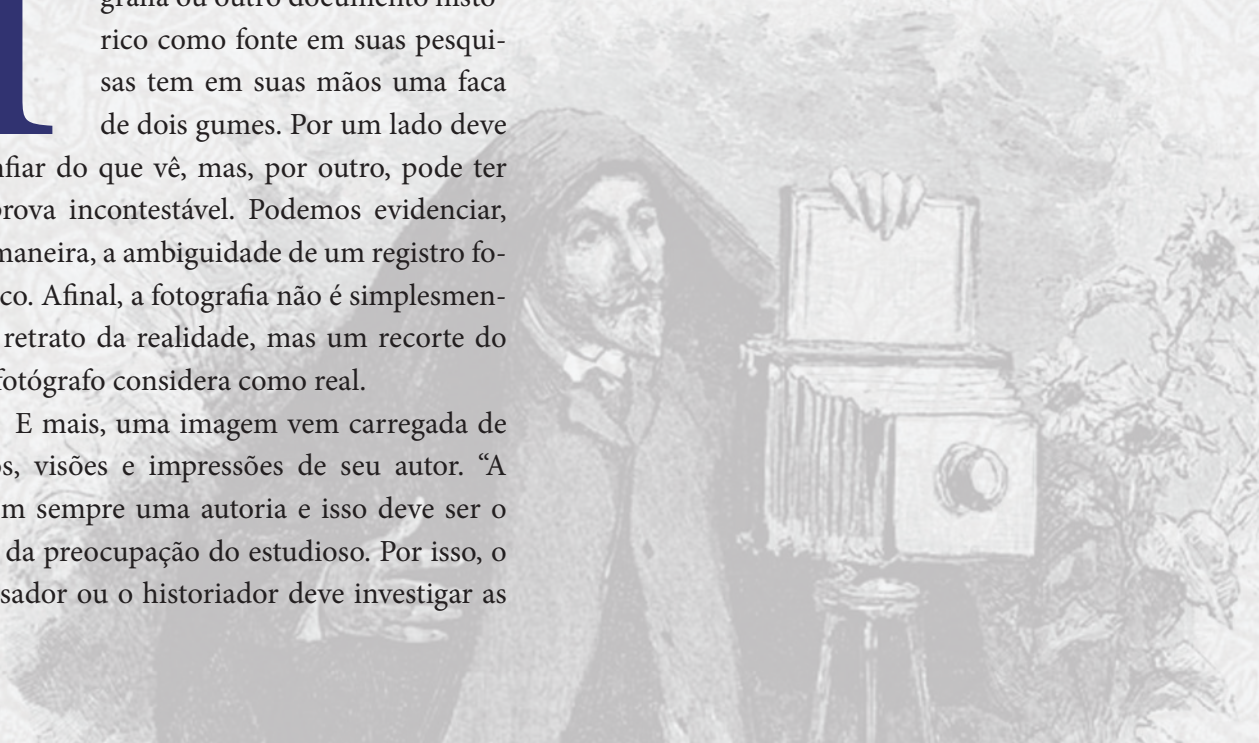 grafia ou outro documento histó-
rico como fonte em suas pesqui-
sas tem em suas mãos uma faca
de dois gumes. Por um lado deve
nfiar do que vê, mas, por outro, pode ter
prova incontestável. Podemos evidenciar,
maneira, a ambiguidade de um registro fo-
co. Afinal, a fotografia não é simplesmen-
retrato da realidade, mas um recorte do
fotógrafo considera como real.
E mais, uma imagem vem carregada de
s, visões e impressões de seu autor. “A
m sempre uma autoria e isso deve ser o
da preocupação do estudioso. Por isso, o
sador ou o historiador deve investigar as